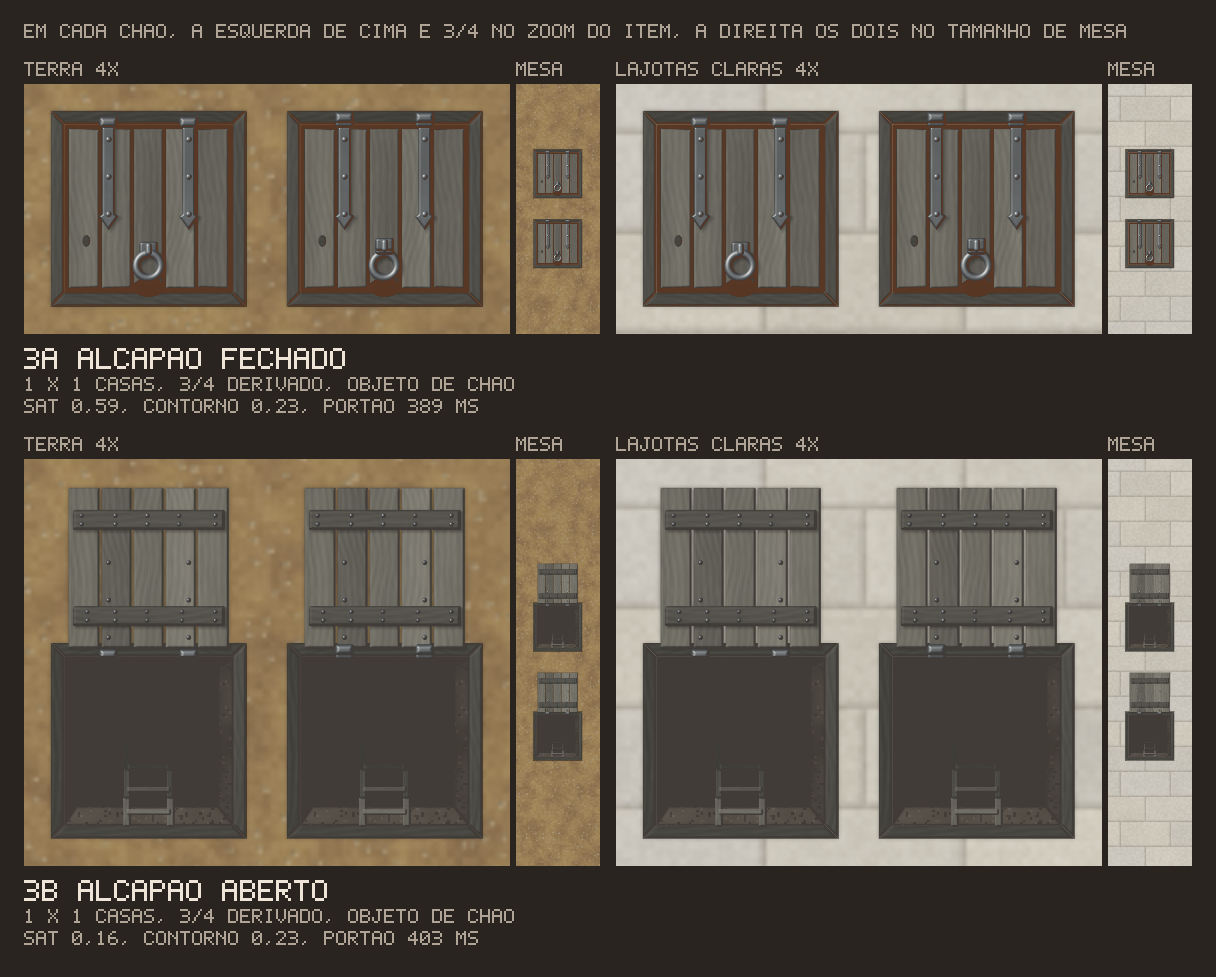 EM CADA CHAO, A ESQUERDA DE CIMA E 3/4 NO ZOOM DO ITEM, A DIREITA OS DOIS NO TAMANHO DE MESA
TERRA 4X MESA LAJOTAS CLARAS 4X MESA
3A ALCAPAO FECHADO
1 X 1 CASAS, 3/4 DERIVADO, OBJETO DE CHAO
SAT 0,59, CONTORNO 0,23, PORTAO 389 MS
TERRA 4X MESA LAJOTAS CLARAS 4X MESA
3B ALCAPAO ABERTO
1 X 1 CASAS, 3/4 DERIVADO, OBJETO DE CHAO
SAT 0,16, CONTORNO 0,23, PORTAO 403 MS